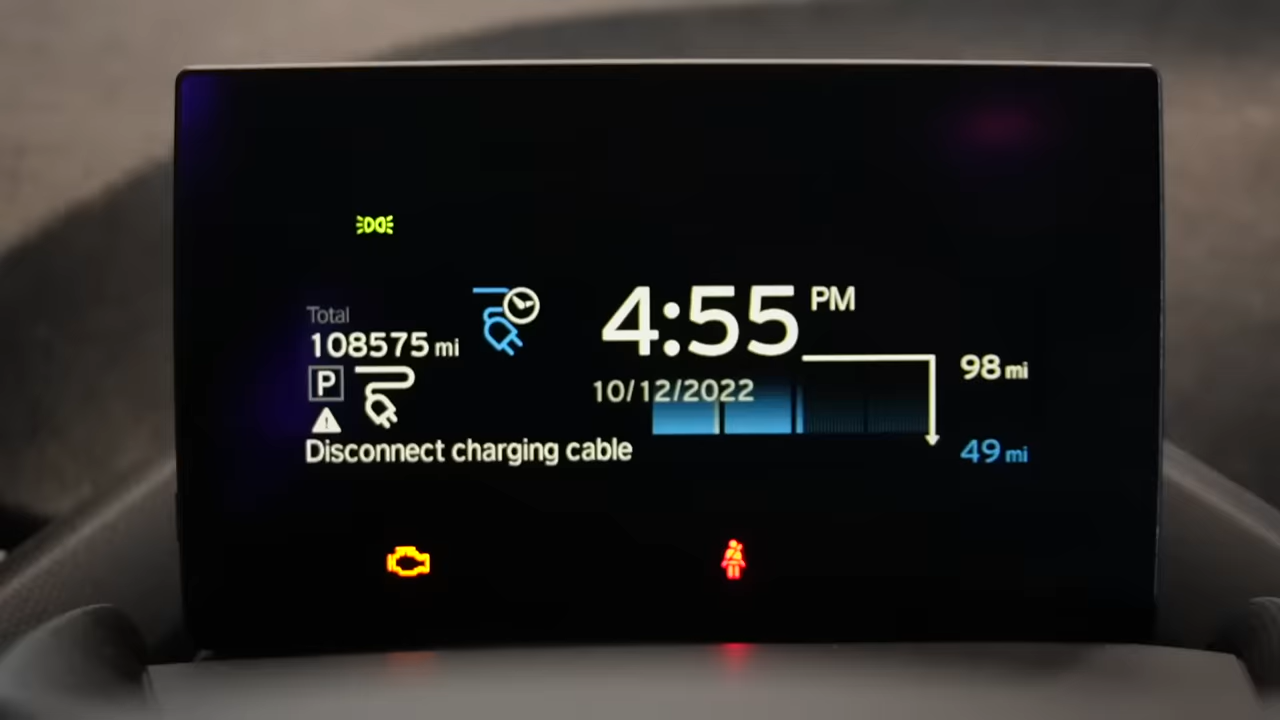 Total
108575 mi
P
Disconnect charging cable
4:55 PM
10/12/2022
98 mi
49 mi